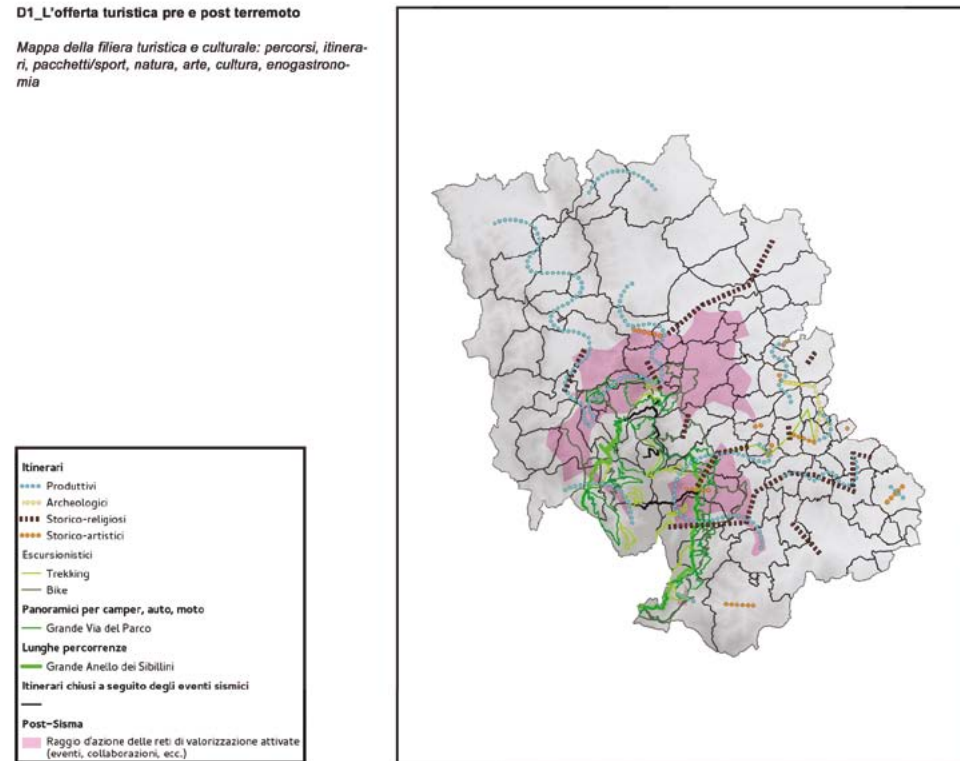 D1_L'offerta turistica pre e post terremoto
Mappa della filiera turistica e culturale: percorsi, itinera-
ri, pacchetti/sport, natura, arte, cultura, enogastrono-
mia
Itinerari
Produttivi
Archeologici
Storico-religiosi
Storico-artistici
Escursionistici
Trekking
Bike
Panoramici per camper, auto, moto
Grande Via del Parco
Lunghe percorrenze
Grande Anello dei Sibillini
Itinerari chiusi a seguito degli eventi sismici
Post-Sisma
Raggio d'azione delle reti di valorizzazione attivate
(eventi, collaborazioni, ecc.)